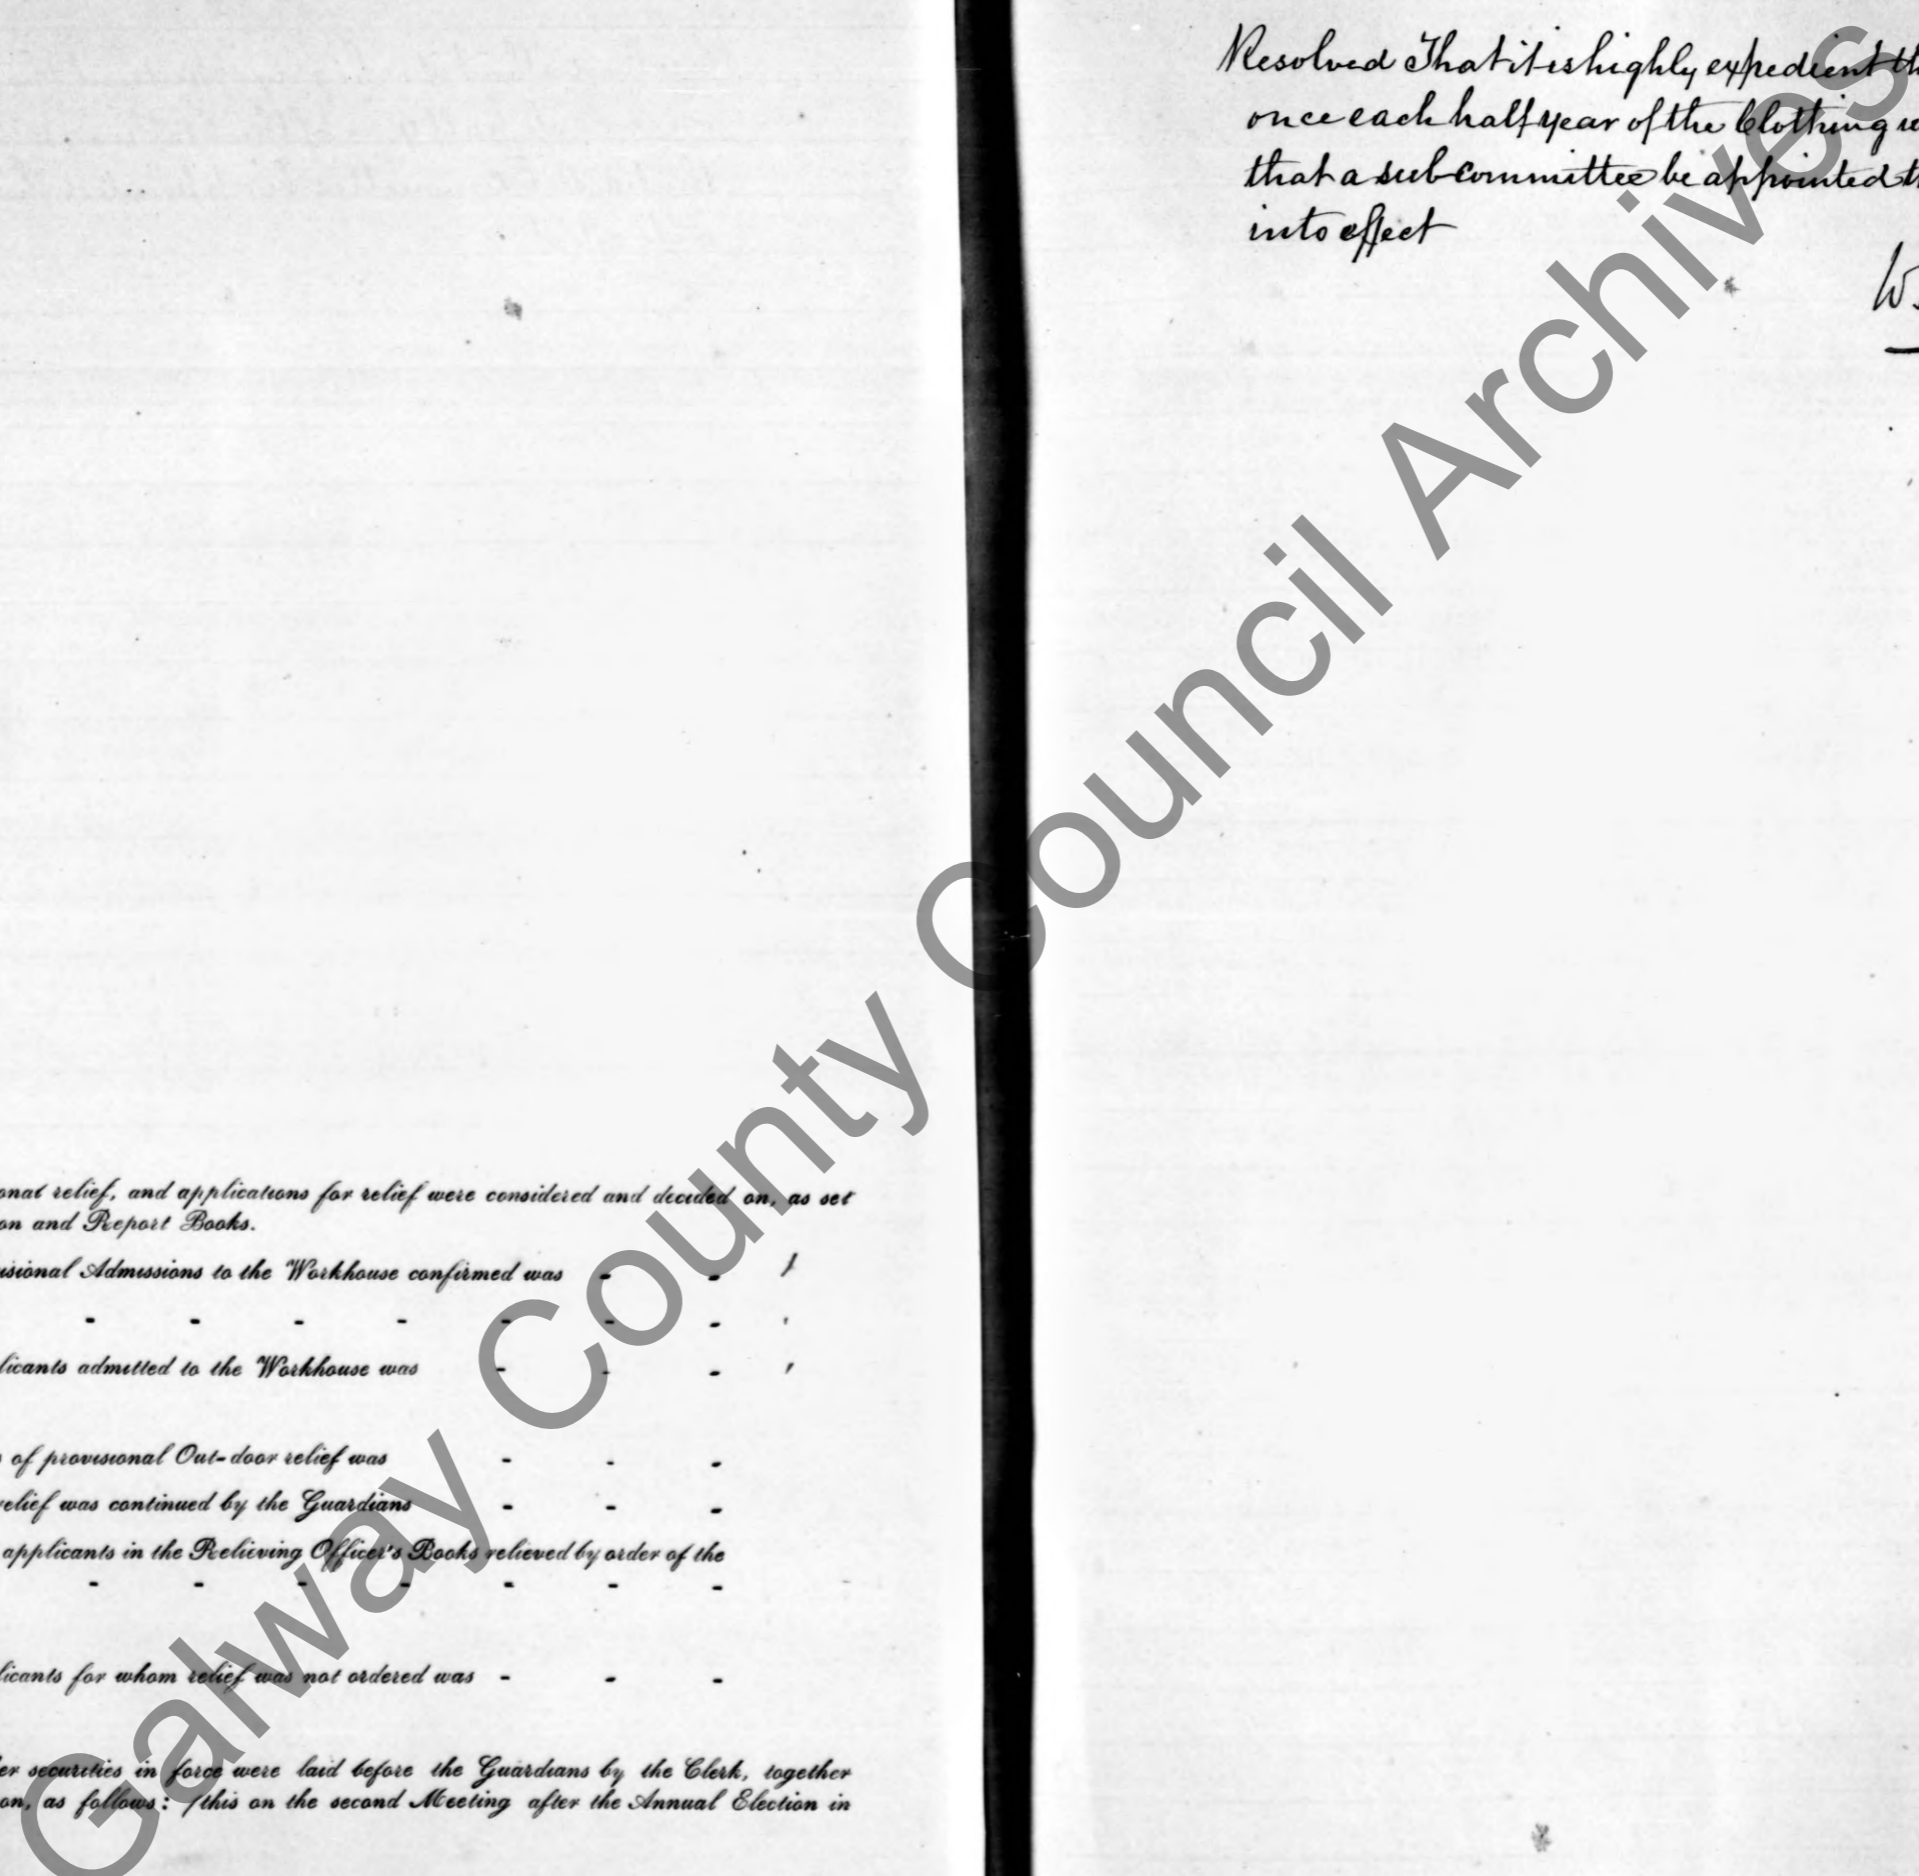 onal relief, and applications for relief were considered and decided on, as set
on and Report Books.
isional Admissions to the Workhouse confirmed was - - 1
- - - - - - - '
licants admitted to the Workhouse was - - - '
of provisional Out-door relief was - - -
relief was continued by the Guardians - - -
applicants in the Relieving Officer's Books relieved by order of the
- - - - - - -
licants for whom relief was not ordered was - - -
er securities in force were laid before the Guardians by the Clerk, together
on, as follows: (this on the second Meeting after the Annual Election in
Resolved That it is highly expedient th
once each half year of the Clothing
that a sub committee be appointed t
into effect
W
Galway County Council Archives